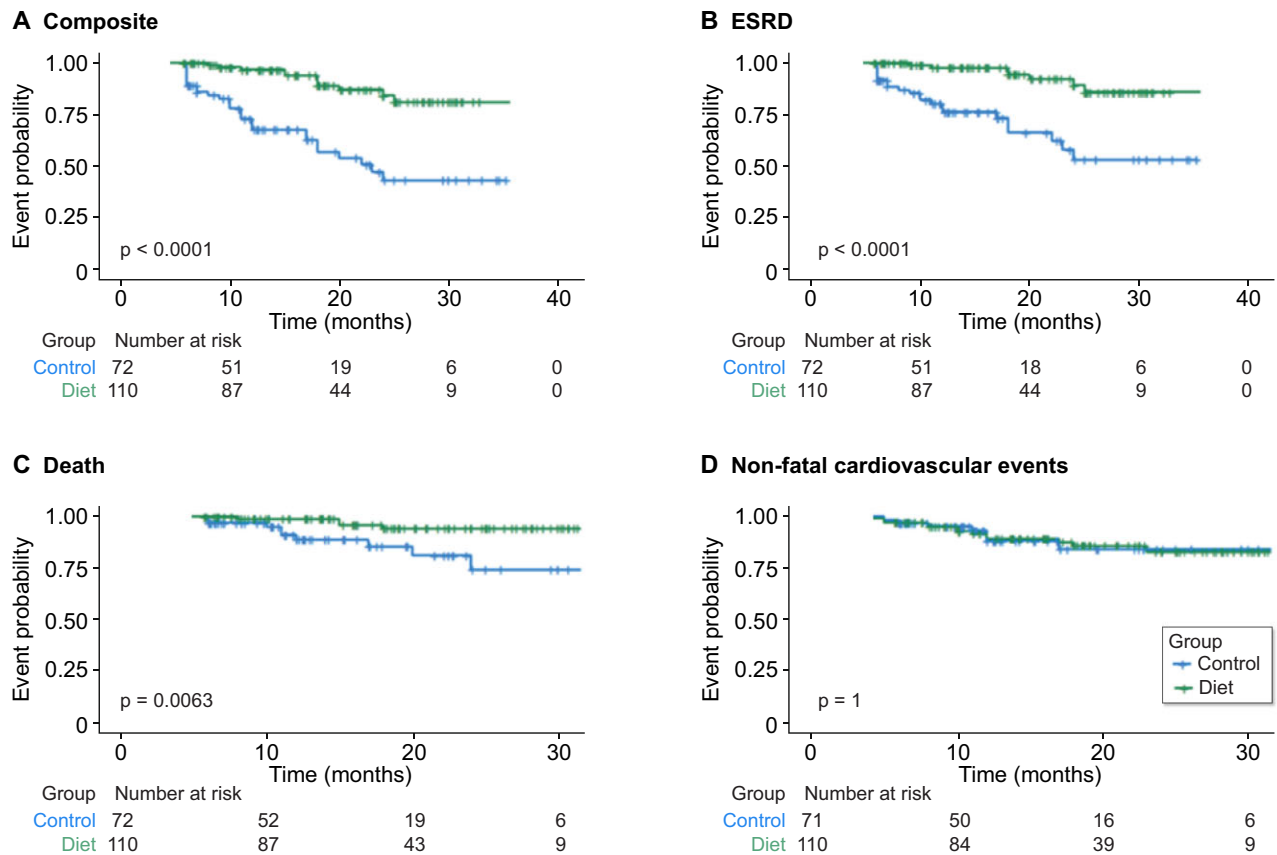 A Composite
Event probability
1.00
0.75
0.50
0.25
0
p < 0.0001
0 10 20 30 40
Time (months)
Group Number at risk
Control 72 51 19 6 0
Diet 110 87 44 9 0
B ESRD
Event probability
1.00
0.75
0.50
0.25
0
p < 0.0001
0 10 20 30 40
Time (months)
Group Number at risk
Control 72 51 18 6 0
Diet 110 87 44 9 0
C Death
Event probability
1.00
0.75
0.50
0.25
0
p = 0.0063
0 10 20 30
Time (months)
Group Number at risk
Control 72 52 19 6
Diet 110 87 43 9
D Non-fatal cardiovascular events
Event probability
1.00
0.75
0.50
0.25
0
p = 1
Group
Control
Diet
0 10 20 30
Time (months)
Group Number at risk
Control 71 50 16 6
Diet 110 84 39 9